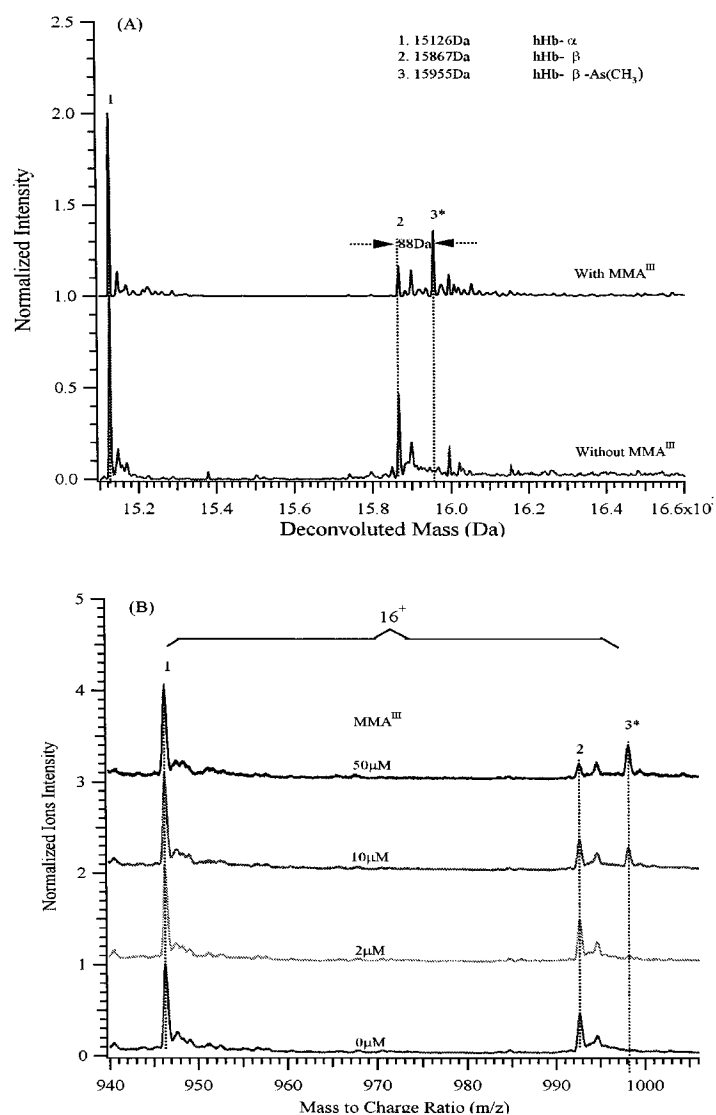 (A)
1. 15126Da hHb- α
2. 15867Da hHb- β
3. 15955Da hHb- β -As(CH3)
2.5
2.0
1.5
1.0
0.5
0.0
Normalized Intensity
1
2
3*
88Da
With MMAIII
Without MMAIII
15.2
15.4
15.6
15.8
16.0
16.2
16.4
16.6x10
Deconvoluted Mass (Da)
(B)
16+
5
4
3
2
1
0
Normalized Ions Intensity
1
MMAIII
2
3*
50μM
10μM
2μM
0μM
940
950
960
970
980
990
1000
Mass to Charge Ratio (m/z)